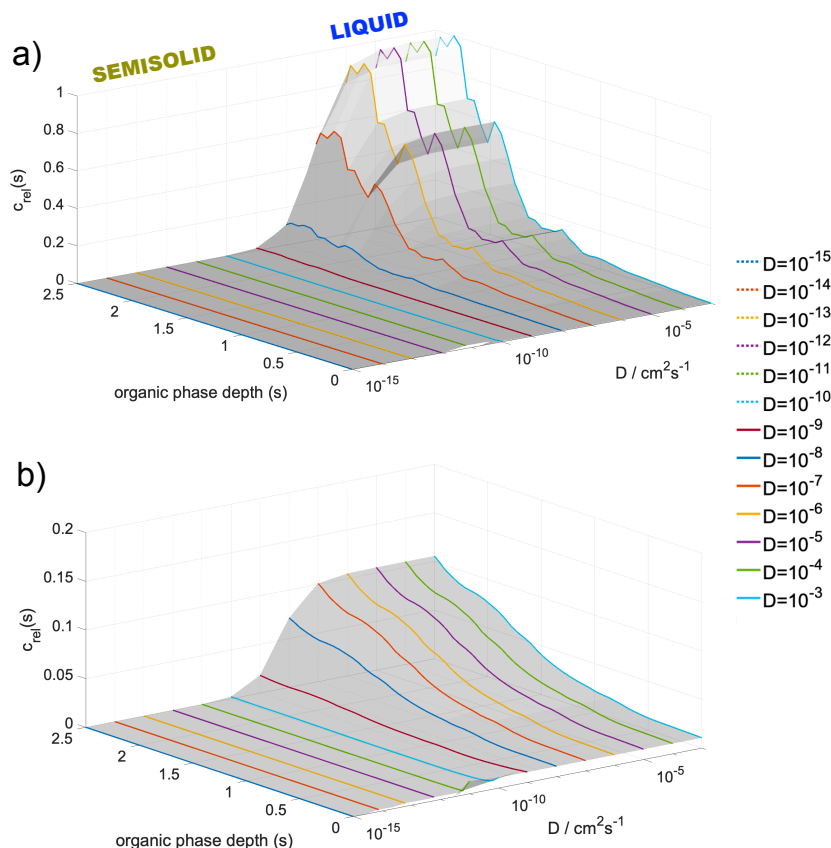 a)
SEMISOLID
LIQUID
1
0.8
0.6
0.4
0.2
0
c_rel(s)
2.5
2
1.5
1
0.5
0
organic phase depth (s)
10^-15
10^-10
10^-5
D / cm^2s^-1
D=10^-15
D=10^-14
D=10^-13
D=10^-12
D=10^-11
D=10^-10
D=10^-9
D=10^-8
D=10^-7
D=10^-6
D=10^-5
D=10^-4
D=10^-3
b)
0.2
0.15
0.1
0.05
0
c_rel(s)
2.5
2
1.5
1
0.5
0
organic phase depth (s)
10^-15
10^-10
10^-5
D / cm^2s^-1